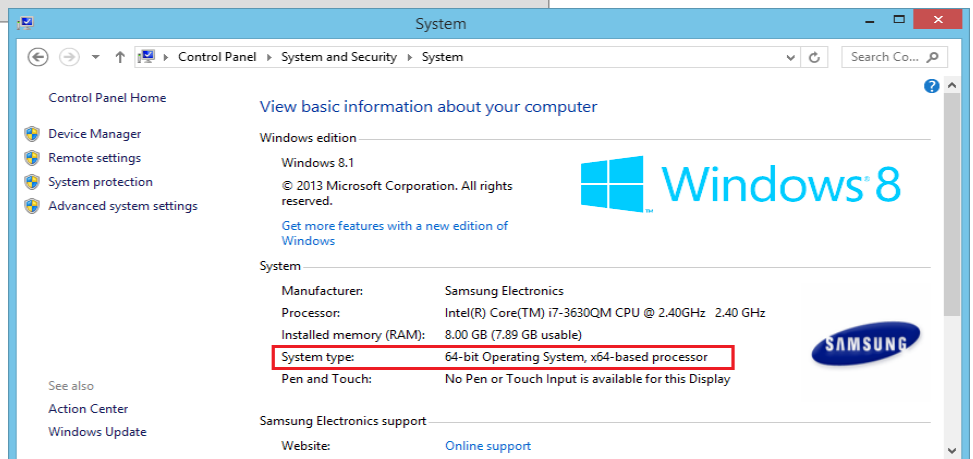 System
Control Panel System and Security System
Search Co...
Control Panel Home
Device Manager
Remote settings
System protection
Advanced system settings
See also
Action Center
Windows Update
?
View basic information about your computer
Windows edition
Windows 8.1
© 2013 Microsoft Corporation. All rights
reserved.
Get more features with a new edition of
Windows
Windows® 8
™
System
Manufacturer: Samsung Electronics
Processor: Intel(R) Core(TM) i7-3630QM CPU @ 2.40GHz 2.40 GHz
Installed memory (RAM): 8.00 GB (7.89 GB usable)
System type: 64-bit Operating System, x64-based processor
Pen and Touch: No Pen or Touch Input is available for this Display
SAMSUNG
Samsung Electronics support
Website: Online support